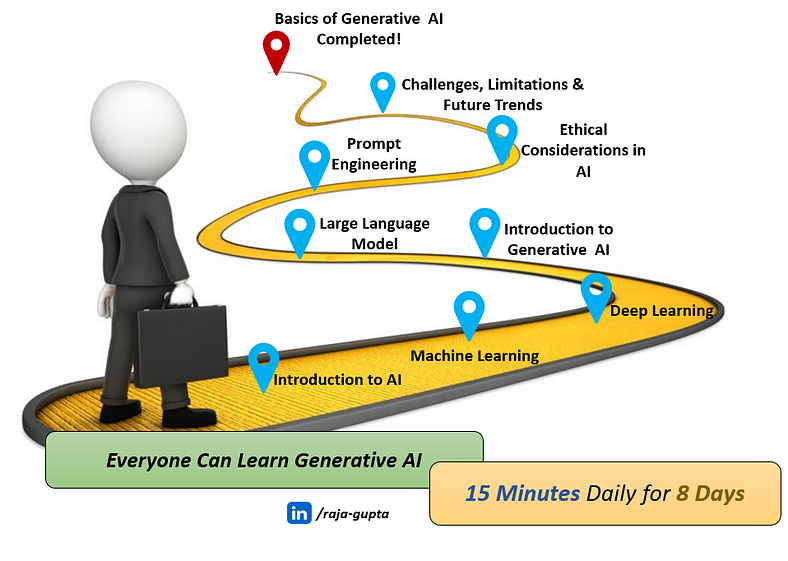 Basics of Generative AI
Completed!
Challenges, Limitations &
Future Trends
Ethical
Considerations in
AI
Prompt
Engineering
Large Language
Model
Introduction to
Generative AI
Deep Learning
Machine Learning
Introduction to AI
Everyone Can Learn Generative AI
15 Minutes Daily for 8 Days
in /raja-gupta